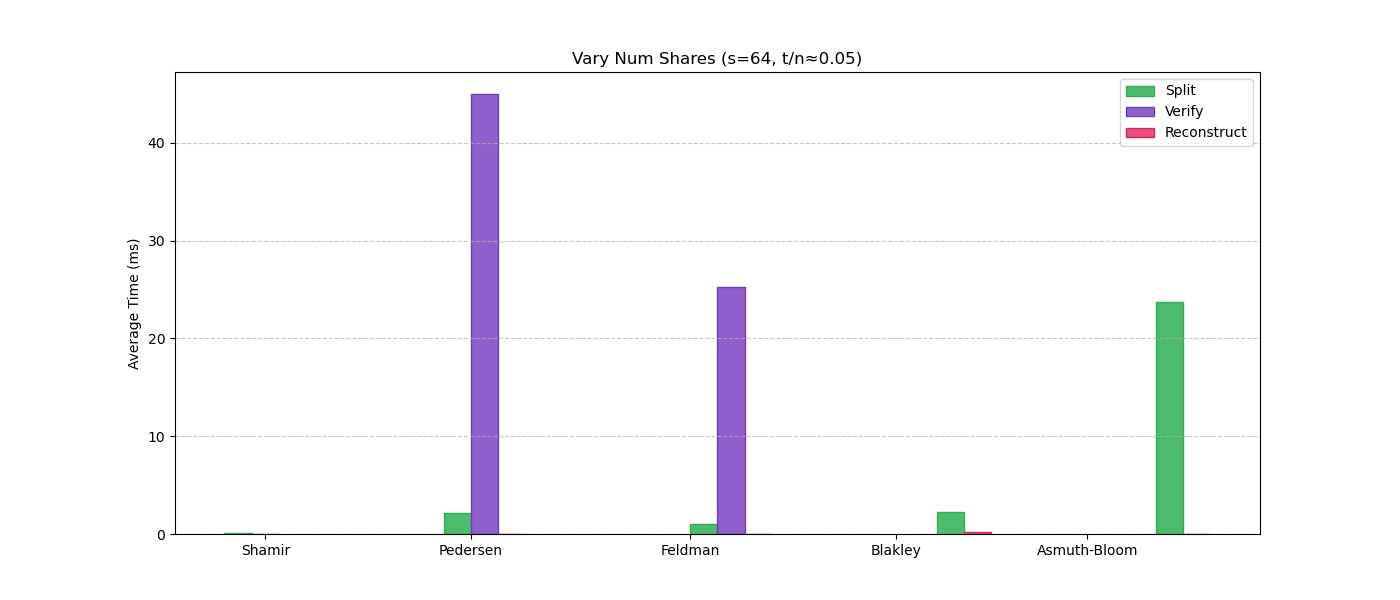 Vary Num Shares (s=64, t/n≈0.05)
Split
Verify
Reconstruct
Average Time (ms)
40
30
20
10
0
Shamir Pedersen Feldman Blakley Asmuth-Bloom